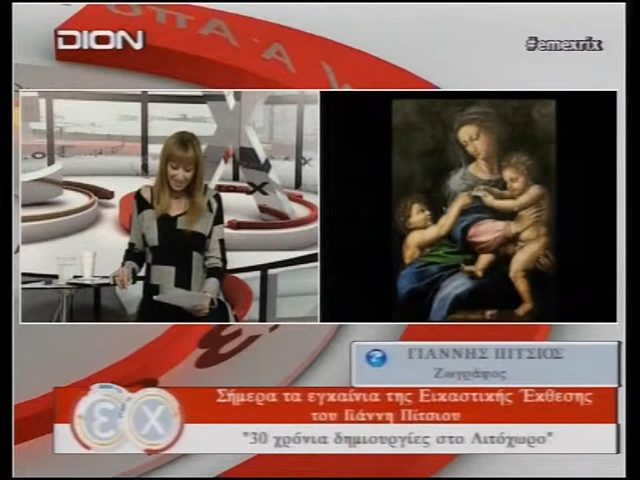 DION
#emexrix
ΓΙΑΝΝΗΣ ΠΙΤΣΙΟΣ
Ζωγράφος
Σήμερα τα εγκαίνια της Εικαστικής Έκθεσης
του Γιάννη Πίτσιου
"30 χρόνια δημιουργίες στο Λιτόχωρο"
ε χ